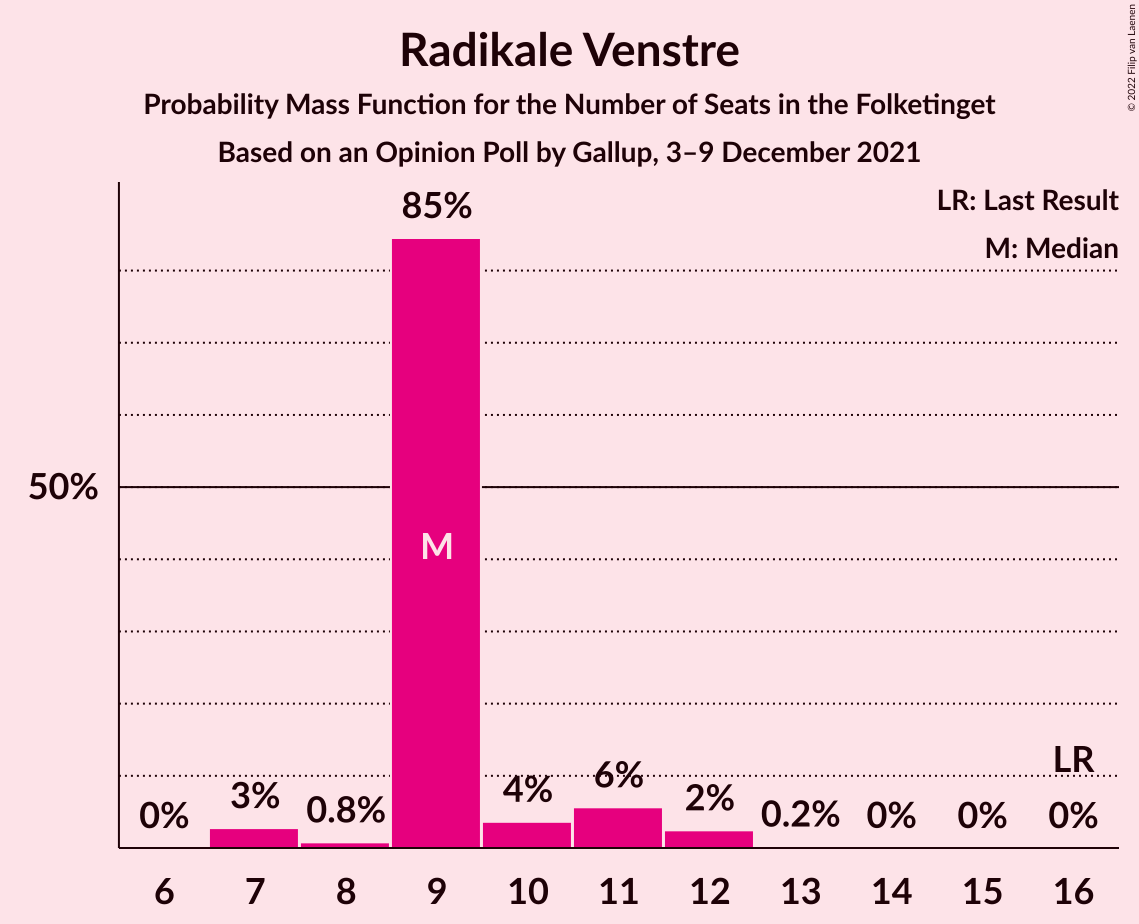 Radikale Venstre
Probability Mass Function for the Number of Seats in the Folketinget
Based on an Opinion Poll by Gallup, 3–9 December 2021
© 2022 Filip van Laenen
LR: Last Result
M: Median
85%
50%
M
LR
0%
3%
0.8%
4%
6%
2%
0.2%
0%
0%
0%
6 7 8 9 10 11 12 13 14 15 16